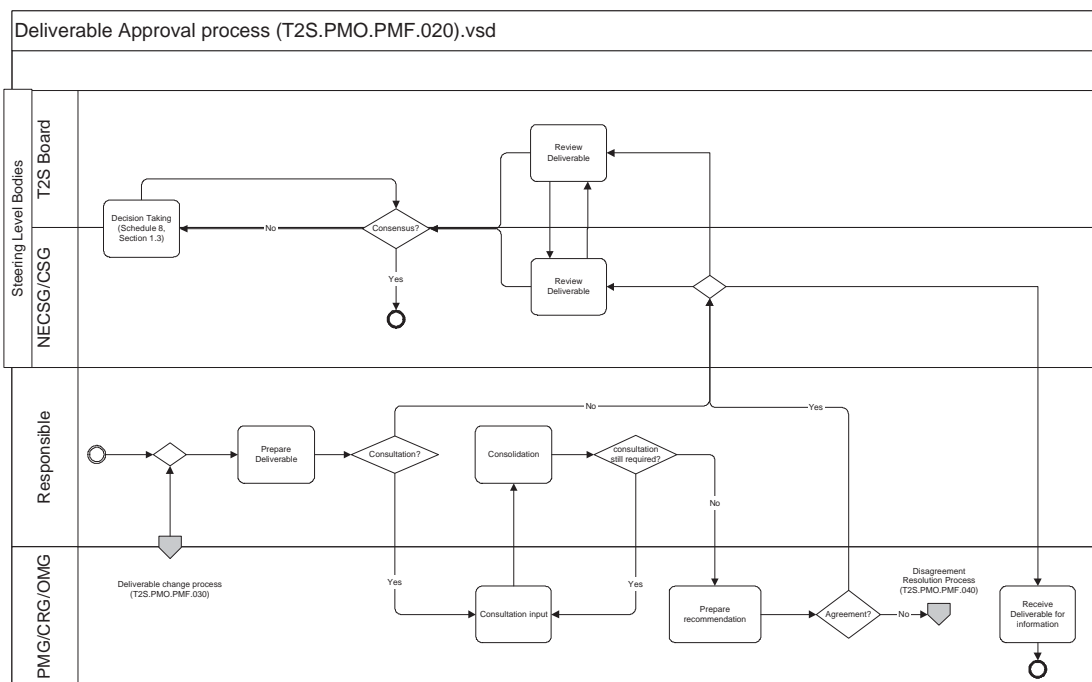 Deliverable Approval process (T2S.PMO.PMF.020).vsd
Steering Level Bodies
T2S Board
Review
Deliverable
Decision Taking
(Schedule 8,
Section 1.3)
No
Consensus?
Yes
NECSG/CSG
Review
Deliverable
Responsible
No
Yes
Prepare
Deliverable
Consultation?
Consolidation
consultation
still required?
No
PMG/CRG/OMG
Deliverable change process
(T2S.PMO.PMF.030)
Yes
Consultation input
Yes
Prepare
recommendation
Agreement?
No
Disagreement
Resolution Process
(T2S.PMO.PMF.040)
Receive
Deliverable for
information